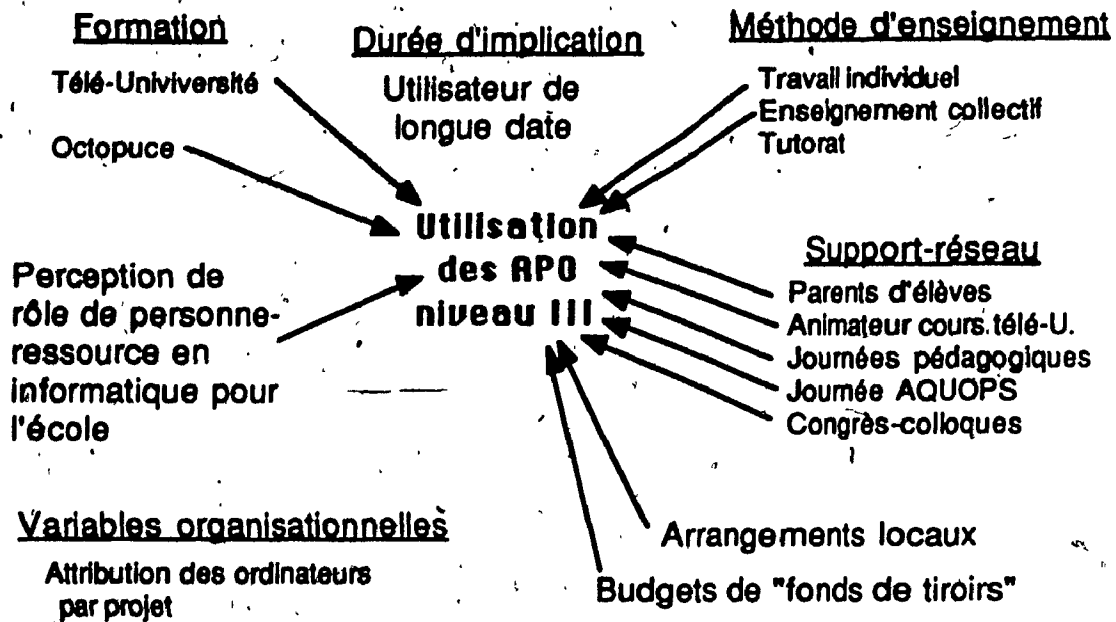 Formation
Télé-Univiversité
Octopuce
Durée d'implication
Utilisateur de
longue date
Méthode d'enseignement
Travail individuel
Enseignement collectif
Tutorat
Utilisation
des APO
niveau III
Perception de
rôle de personne-
ressource en
informatique pour
l'école
Support-réseau
Parents d'élèves
Animateur cours télé-U.
Journées pédagogiques
Journée AQUOPS
Congrès-colloques
Variables organisationnelles
Attribution des ordinateurs
par projet
Arrangements locaux
Budgets de "fonds de tiroirs"